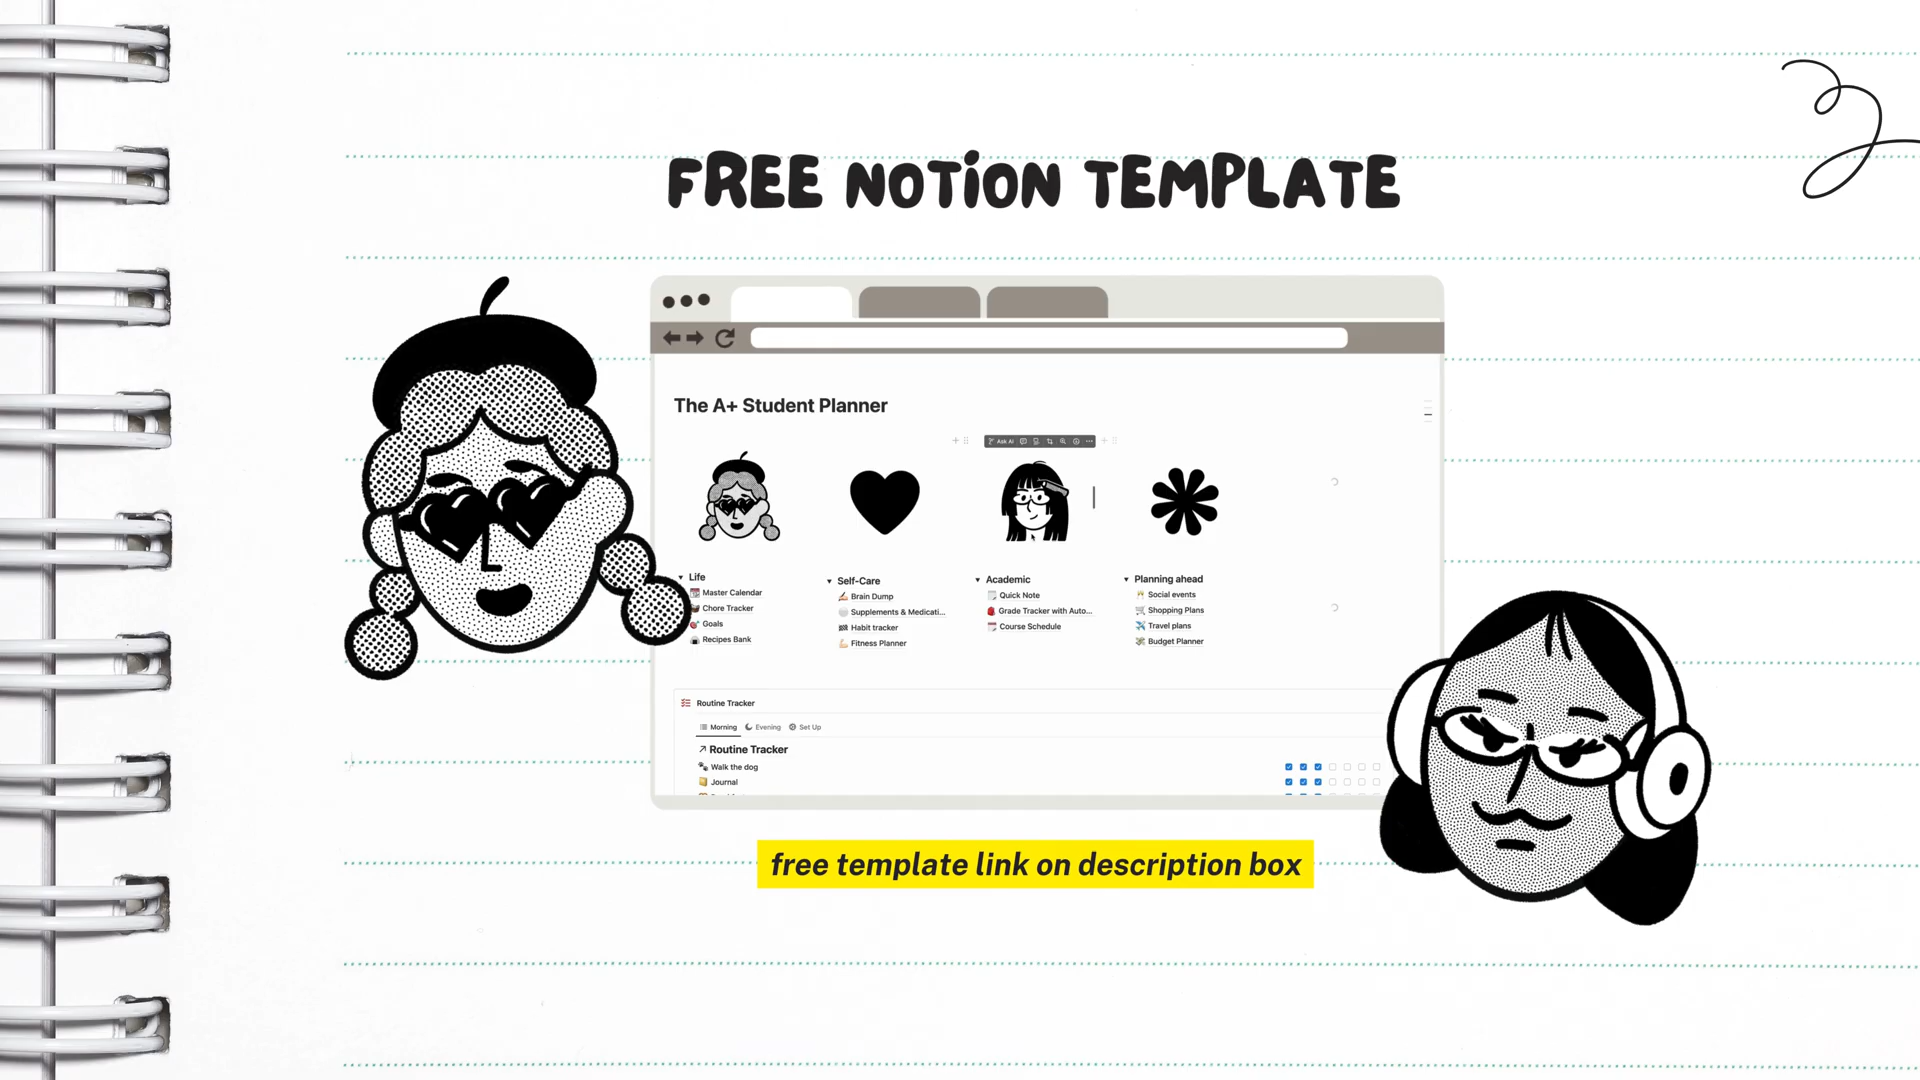 FREE NOTiON TEMPLATE
The A+ Student Planner
Ask AI
Life
Master Calendar
Chore Tracker
Goals
Recipes Bank
Self-Care
Brain Dump
Supplements & Medicati...
Habit tracker
Fitness Planner
Academic
Quick Note
Grade Tracker with Auto...
Course Schedule
Planning ahead
Social events
Shopping Plans
Travel plans
Budget Planner
Routine Tracker
Morning Evening Set Up
Routine Tracker
Walk the dog
Journal
free template link on description box